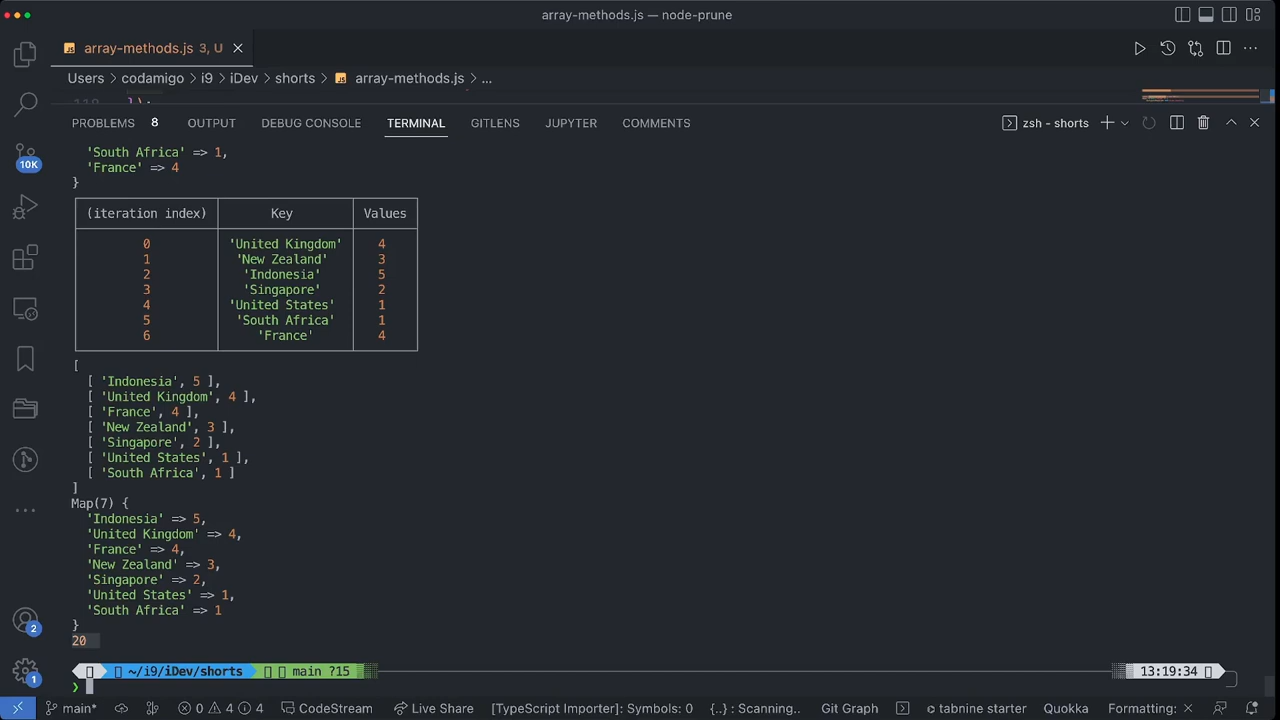 array-methods.js — node-prune
array-methods.js 3, U
Users > codamigo > i9 > iDev > shorts > array-methods.js > ...
118 });
PROBLEMS 8 OUTPUT DEBUG CONSOLE TERMINAL GITLENS JUPYTER COMMENTS zsh - shorts
'South Africa' => 1,
'France' => 4
}
(iteration index) Key Values
0 'United Kingdom' 4
1 'New Zealand' 3
2 'Indonesia' 5
3 'Singapore' 2
4 'United States' 1
5 'South Africa' 1
6 'France' 4
[
[ 'Indonesia', 5 ],
[ 'United Kingdom', 4 ],
[ 'France', 4 ],
[ 'New Zealand', 3 ],
[ 'Singapore', 2 ],
[ 'United States', 1 ],
[ 'South Africa', 1 ]
]
Map(7) {
'Indonesia' => 5,
'United Kingdom' => 4,
'France' => 4,
'New Zealand' => 3,
'Singapore' => 2,
'United States' => 1,
'South Africa' => 1
}
20
~/i9/iDev/shorts main ?15 13:19:34
❯
10K
2
1
main* 0 4 4 CodeStream Live Share [TypeScript Importer]: Symbols: 0 {..} : Scanning.. Git Graph tabnine starter Quokka Formatting: ×